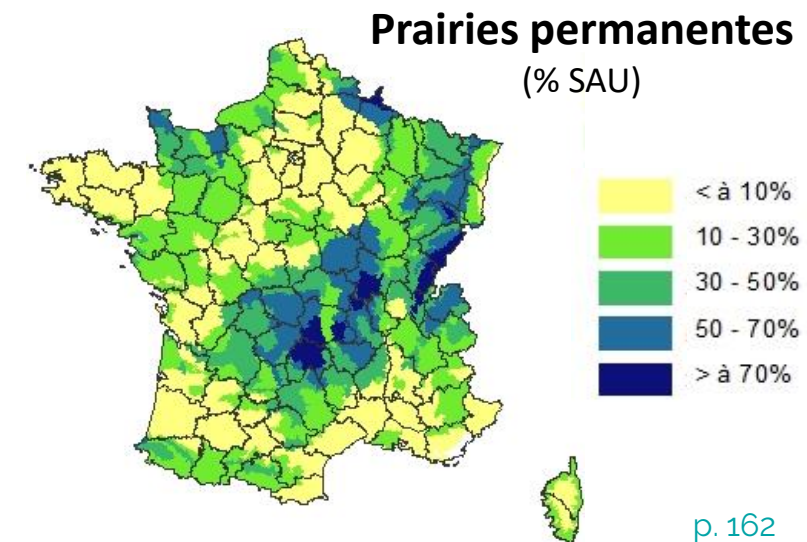 Prairies permanentes
(% SAU)
< à 10%
10 - 30%
30 - 50%
50 - 70%
> à 70%
p. 162